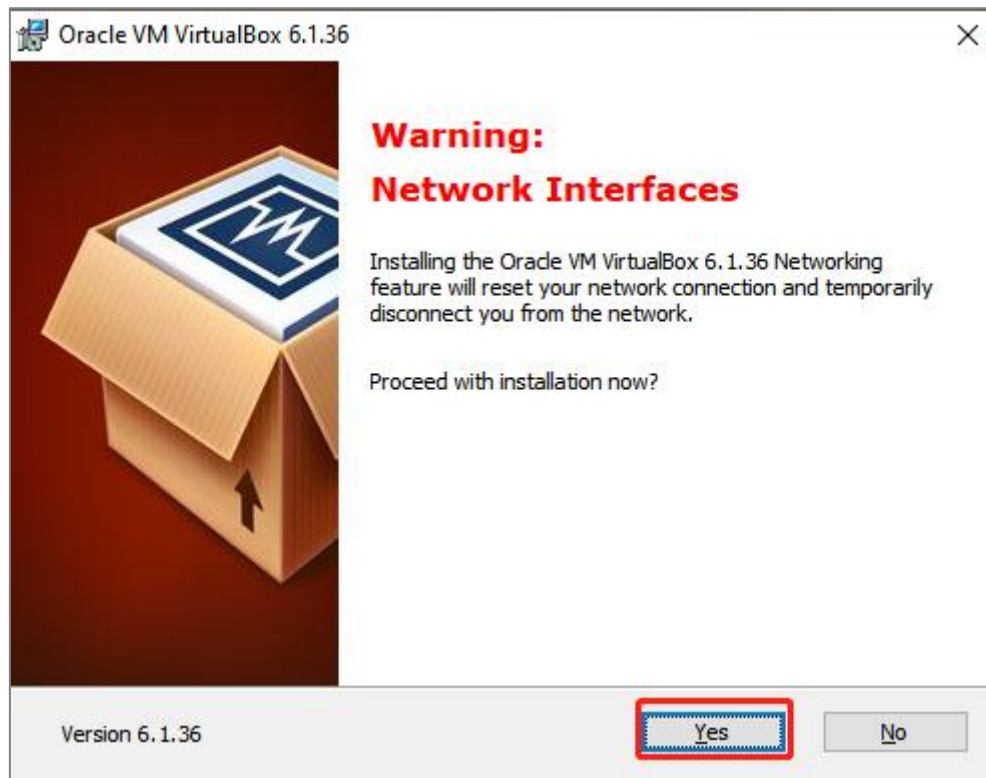 Oracle VM VirtualBox 6.1.36
Warning:
Network Interfaces
Installing the Oracle VM VirtualBox 6.1.36 Networking
feature will reset your network connection and temporarily
disconnect you from the network.
Proceed with installation now?
Version 6.1.36
Yes
No